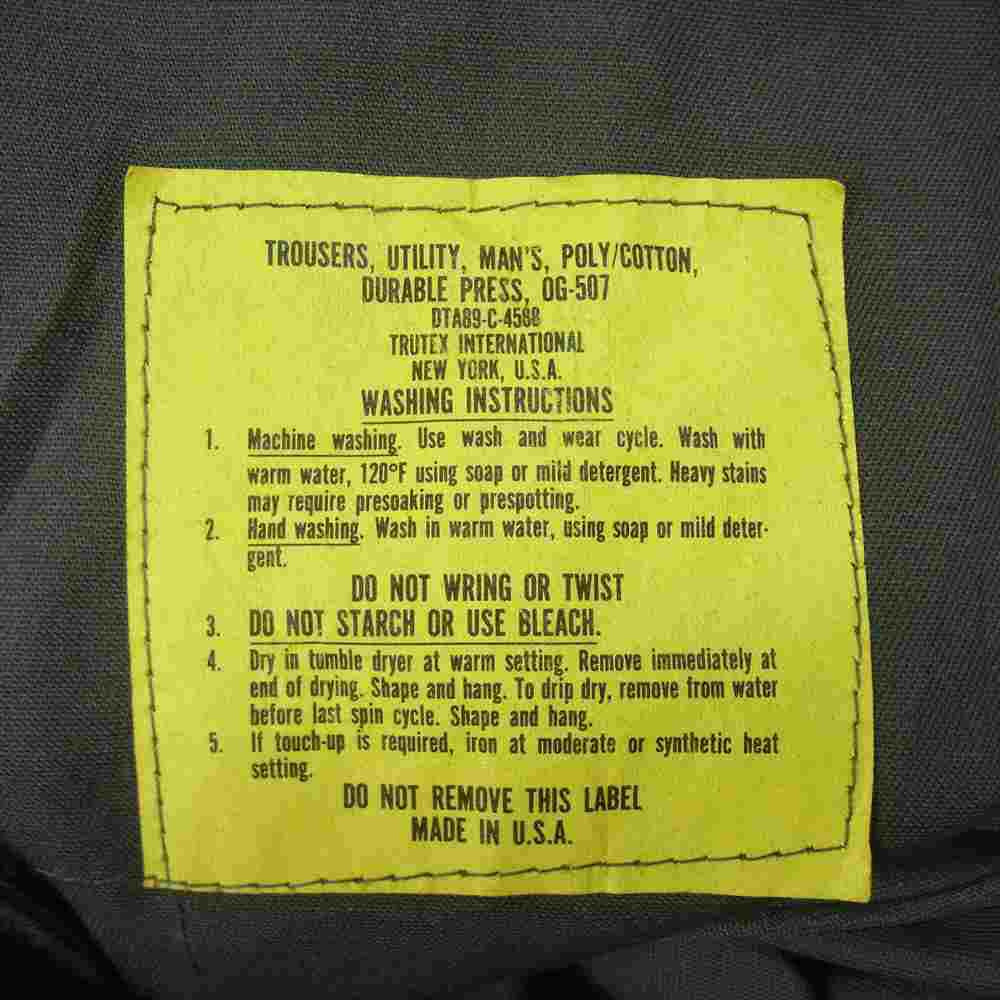 TROUSERS, UTILITY, MAN'S, POLY/COTTON,
DURABLE PRESS, OG-507
TRUTEX INTERNATIONAL
NEW YORK, U.S.A.
WASHING INSTRUCTIONS
1. Machine washing. Use wash and wear cycle. Wash with
warm water, 120°F using soap or mild detergent. Heavy stains
may require presoaking or prespotting.
2. Hand washing. Wash in warm water, using soap or mild deter-
gent.
DO NOT WRING OR TWIST
3. DO NOT STARCH OR USE BLEACH.
4. Dry in tumble dryer at warm setting. Remove immediately at
end of drying. Shape and hang. To drip dry, remove from water
before last spin cycle. Shape and hang.
5. If touch-up is required, iron at moderate or synthetic heat
setting.
DO NOT REMOVE THIS LABEL
MADE IN U.S.A.